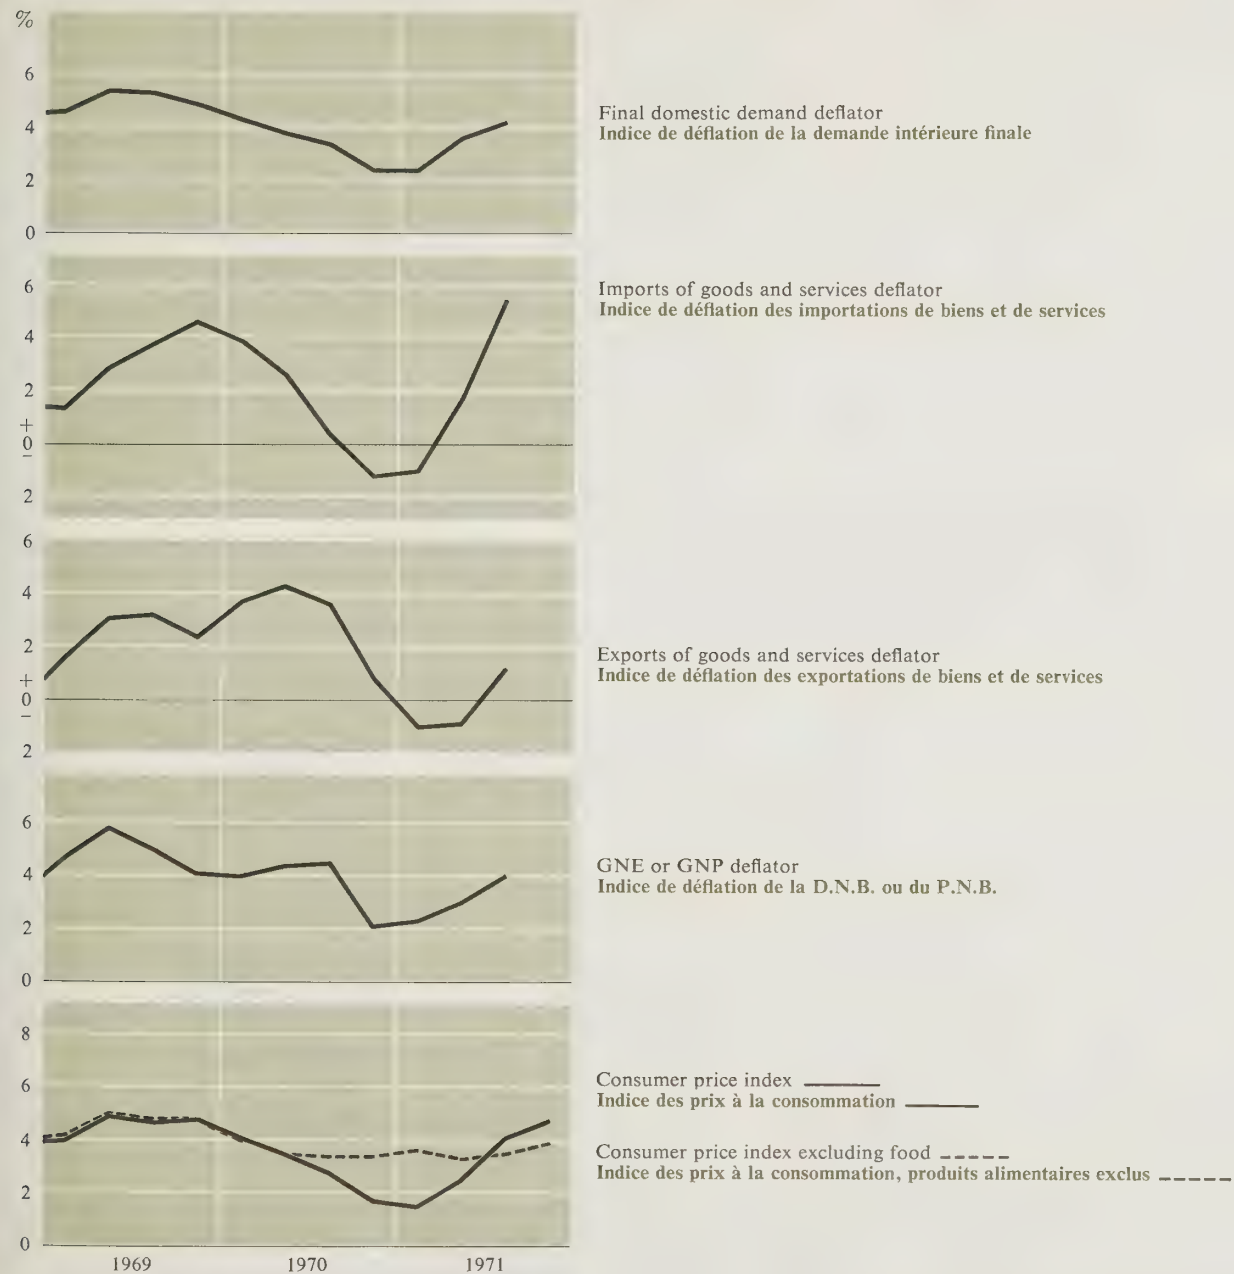 %
6
4
2
0
Final domestic demand deflator
Indice de déflation de la demande intérieure finale
6
4
2
+
0
−
2
Imports of goods and services deflator
Indice de déflation des importations de biens et de services
6
4
2
+
0
−
2
Exports of goods and services deflator
Indice de déflation des exportations de biens et de services
6
4
2
0
GNE or GNP deflator
Indice de déflation de la D.N.B. ou du P.N.B.
8
6
4
2
0
Consumer price index
Indice des prix à la consommation
Consumer price index excluding food
Indice des prix à la consommation, produits alimentaires exclus
1969 1970 1971